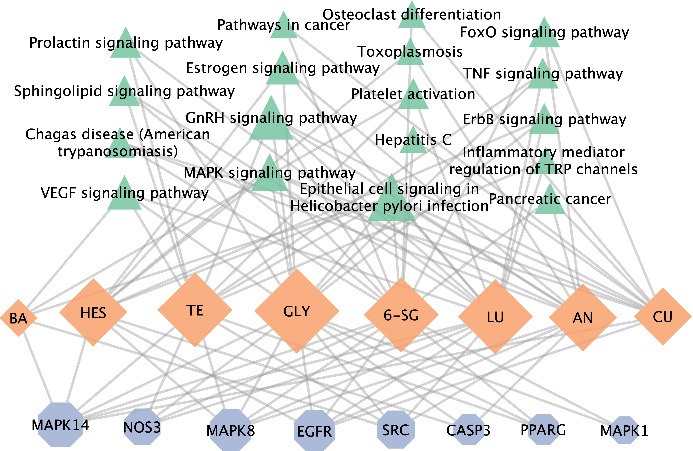 Osteoclast differentiation
Pathways in cancer
FoxO signaling pathway
Prolactin signaling pathway
Toxoplasmosis
Estrogen signaling pathway
TNF signaling pathway
Sphingolipid signaling pathway
Platelet activation
GnRH signaling pathway
ErbB signaling pathway
Chagas disease (American
trypanosomiasis)
Hepatitis C
Inflammatory mediator
regulation of TRP channels
MAPK signaling pathway
VEGF signaling pathway
Epithelial cell signaling in
Helicobacter pylori infection
Pancreatic cancer
BA
HES
TE
GLY
6-SG
LU
AN
CU
MAPK14
NOS3
MAPK8
EGFR
SRC
CASP3
PPARG
MAPK1